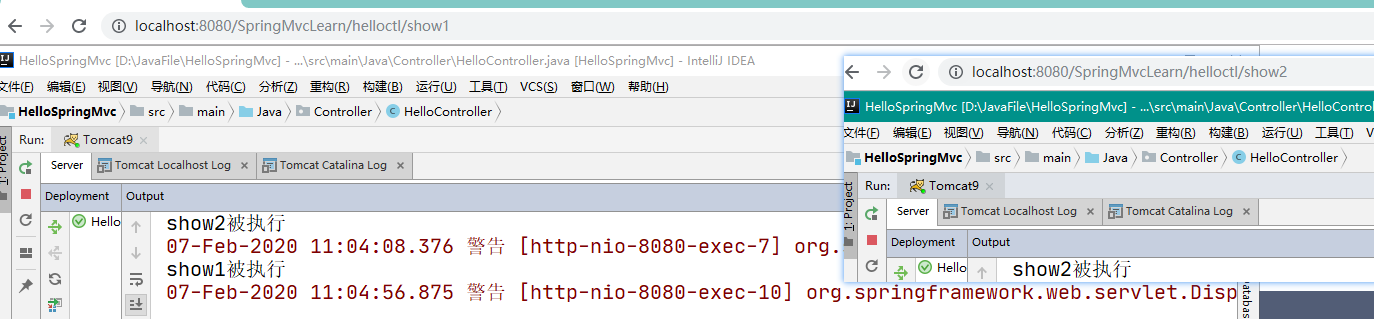 localhost:8080/SpringMvcLearn/helloctl/show1
HelloSpringMvc [D:\JavaFile\HelloSpringMvc] - ...\src\main\Java\Controller\HelloController.java [HelloSpringMvc] - IntelliJ IDEA
文件(F) 编辑(E) 视图(V) 导航(N) 代码(C) 分析(Z) 重构(R) 构建(B) 运行(U) 工具(T) VCS(S) 窗口(W) 帮助(H)
HelloSpringMvc src main Java Controller HelloController
1: Project
Run: Tomcat9
Server Tomcat Localhost Log Tomcat Catalina Log
Deployment Output
Hello
show2被执行
07-Feb-2020 11:04:08.376 警告 [http-nio-8080-exec-7] org.
show1被执行
07-Feb-2020 11:04:56.875 警告 [http-nio-8080-exec-10] org.springframework.web.servlet.Disp
localhost:8080/SpringMvcLearn/helloctl/show2
HelloSpringMvc [D:\JavaFile\HelloSpringMvc] - ...\src\main\Java\Controller\HelloContro
文件(F) 编辑(E) 视图(V) 导航(N) 代码(C) 分析(Z) 重构(R) 构建(B) 运行(U) 工具(T) V
HelloSpringMvc src main Java Controller HelloController
1: Project
Run: Tomcat9
Server Tomcat Localhost Log Tomcat Catalina Log
Deployment Output
Hello
show2被执行
atabas